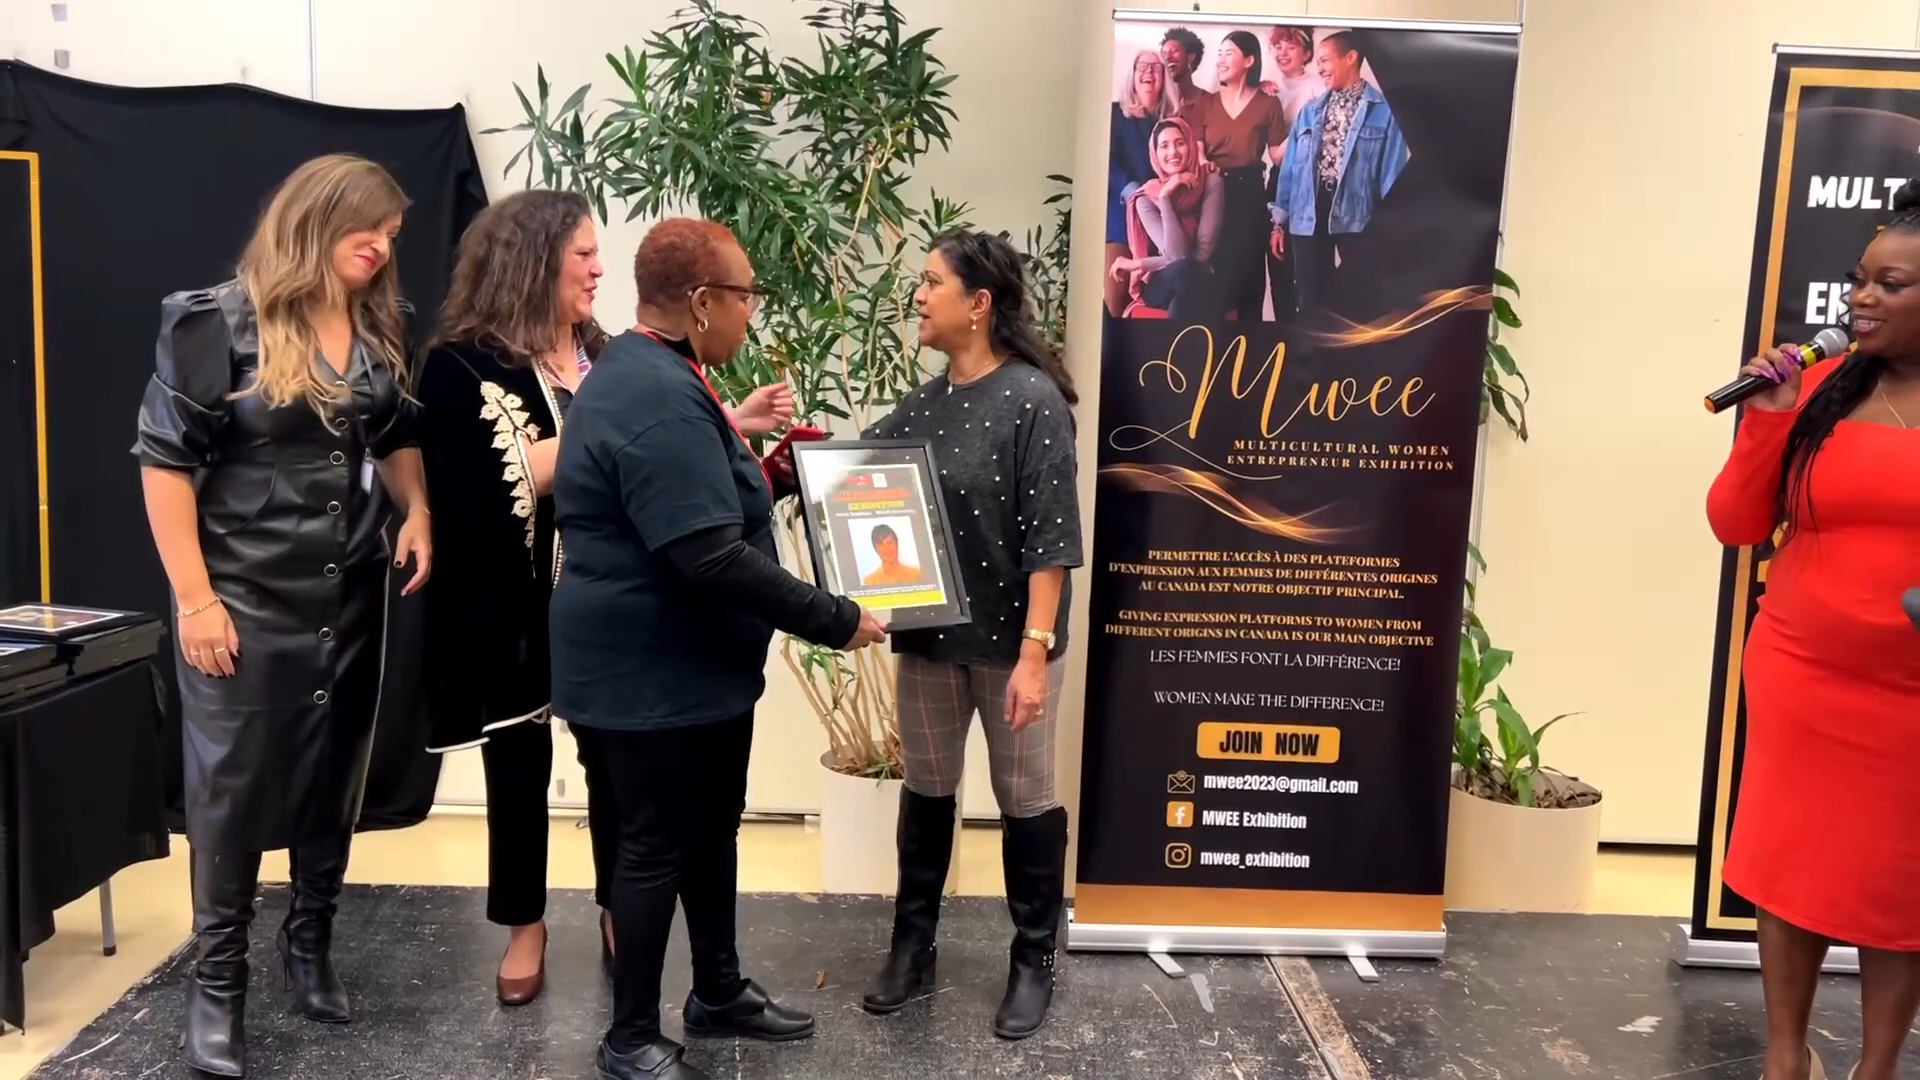 Mwee
MULTICULTURAL WOMEN
ENTREPRENEUR EXHIBITION
PERMETTRE L'ACCÈS À DES PLATEFORMES
D'EXPRESSION AUX FEMMES DE DIFFÉRENTES ORIGINES
AU CANADA EST NOTRE OBJECTIF PRINCIPAL.
GIVING EXPRESSION PLATFORMS TO WOMEN FROM
DIFFERENT ORIGINS IN CANADA IS OUR MAIN OBJECTIVE
LES FEMMES FONT LA DIFFÉRENCE!
WOMEN MAKE THE DIFFERENCE!
JOIN NOW
mwee2023@gmail.com
MWEE Exhibition
mwee_exhibition
MULT